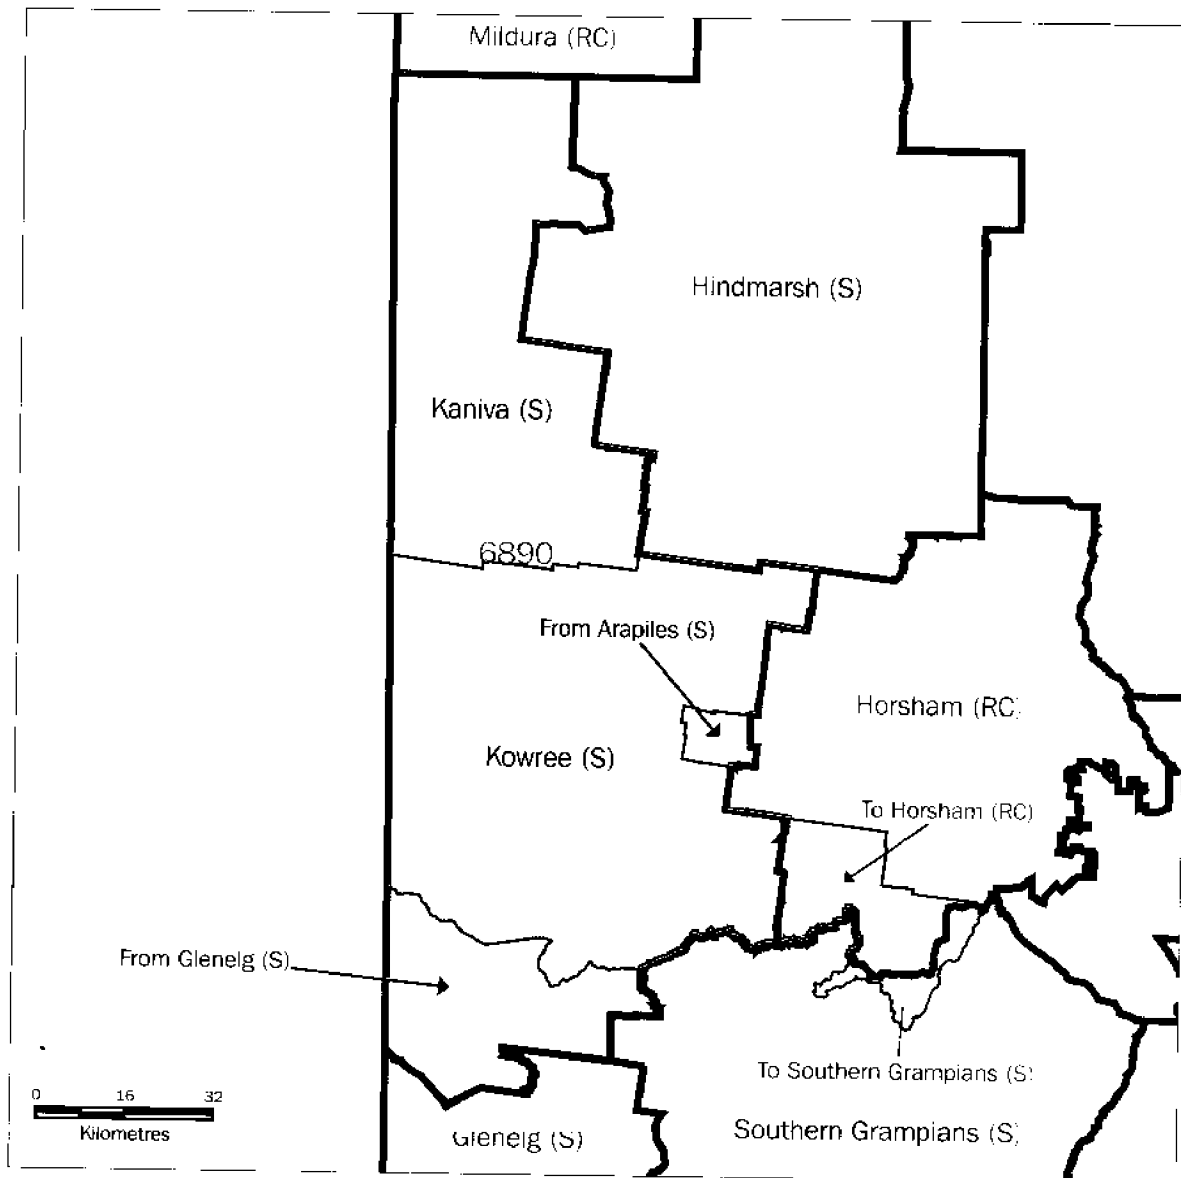 Mildura (RC)
Hindmarsh (S)
Kaniva (S)
6890
From Arapiles (S)
Horsham (RC)
Kowree (S)
To Horsham (RC)
From Glenelg (S)
To Southern Grampians (S)
0 16 32
Kilometres
Glenelg (S)
Southern Grampians (S)